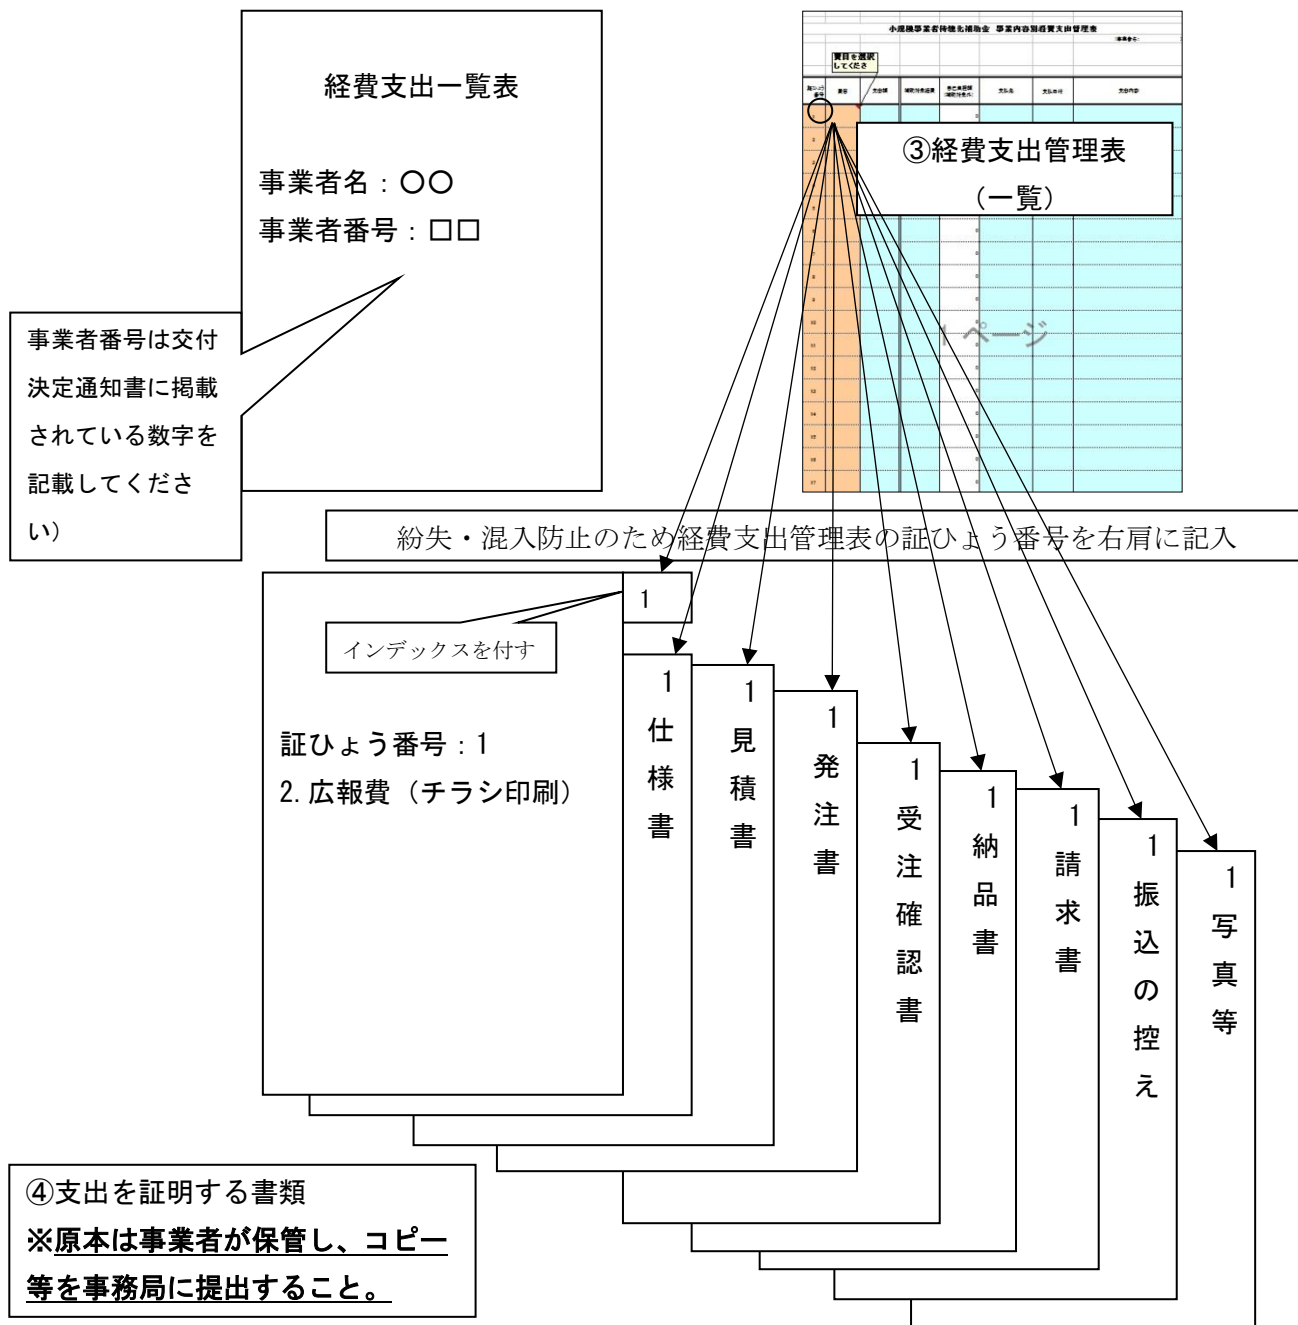 経費支出一覧表
事業者名：〇〇
事業者番号：□□
事業者番号は交付
決定通知書に掲載
されている数字を
記載してくださ
い）
小規模事業者持続化補助金 事業内容別経費支出管理表
費目を選択
してくださ
③経費支出管理表
（一覧）
ページ
紛失・混入防止のため経費支出管理表の証ひょう番号を右肩に記入
1
インデックスを付す
証ひょう番号：1
2.広報費（チラシ印刷）
1仕様書
1見積書
1発注書
1受注確認書
1納品書
1請求書
1振込の控え
1写真等
④支出を証明する書類
※原本は事業者が保管し、コピー
等を事務局に提出すること。